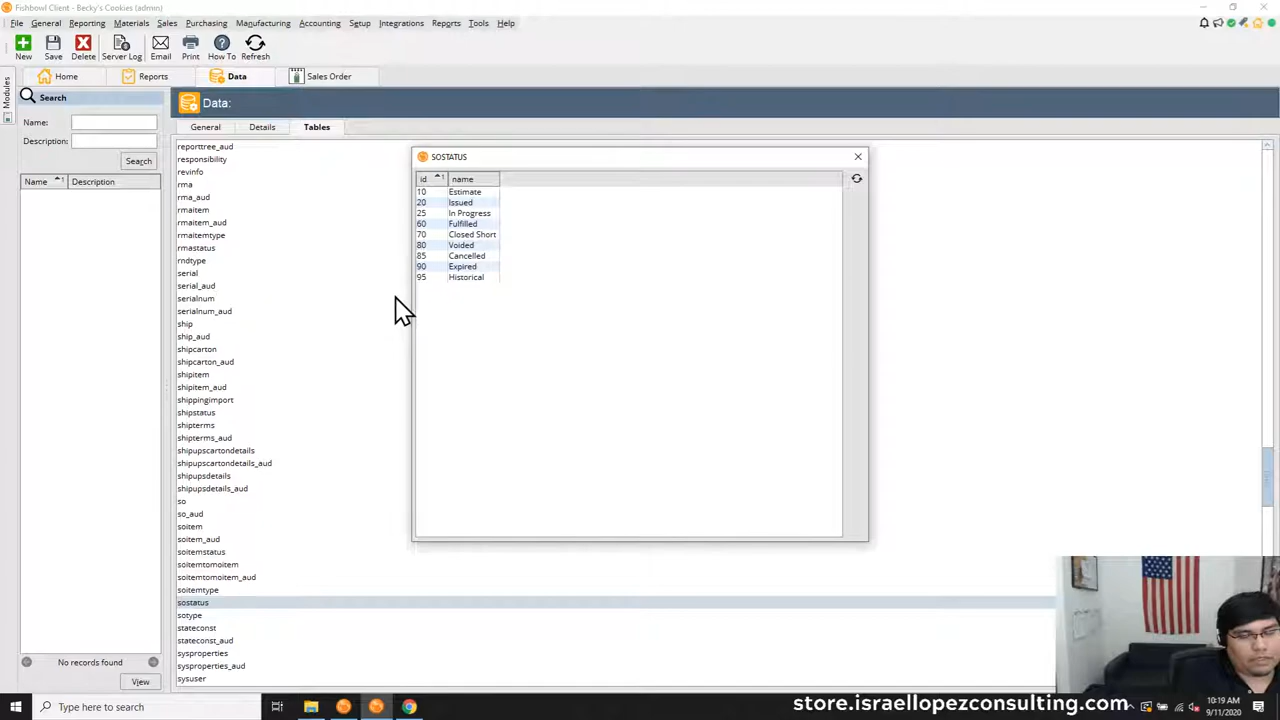 Fishbowl Client - Becky's Cookies (admin)
File General Reporting Materials Sales Purchasing Manufacturing Accounting Setup Integrations Reports Tools Help
New Save Delete Server Log Email Print How To Refresh
Home Reports Data Sales Order
Modules
Search
Name:
Description:
Search
Name 1 Description
No records found
View
Data:
General Details Tables
reporttree_aud
responsibility
revinfo
rma
rma_aud
rmaitem
rmaitem_aud
rmaitemtype
rmastatus
rndtype
serial
serial_aud
serialnum
serialnum_aud
ship
ship_aud
shipcarton
shipcarton_aud
shipitem
shipitem_aud
shippingimport
shipstatus
shipterms
shipterms_aud
shipupscartondetails
shipupscartondetails_aud
shipupsdetails
shipupsdetails_aud
so
so_aud
soitem
soitem_aud
soitemstatus
soitemtomoitem
soitemtomoitem_aud
soitemtype
sostatus
sotype
stateconst
stateconst_aud
sysproperties
sysproperties_aud
sysuser
SOSTATUS
id 1 name
10 Estimate
20 Issued
25 In Progress
60 Fulfilled
70 Closed Short
80 Voided
85 Cancelled
90 Expired
95 Historical
Type here to search
store.israellopezconsulting.com
10:19 AM
9/11/2020